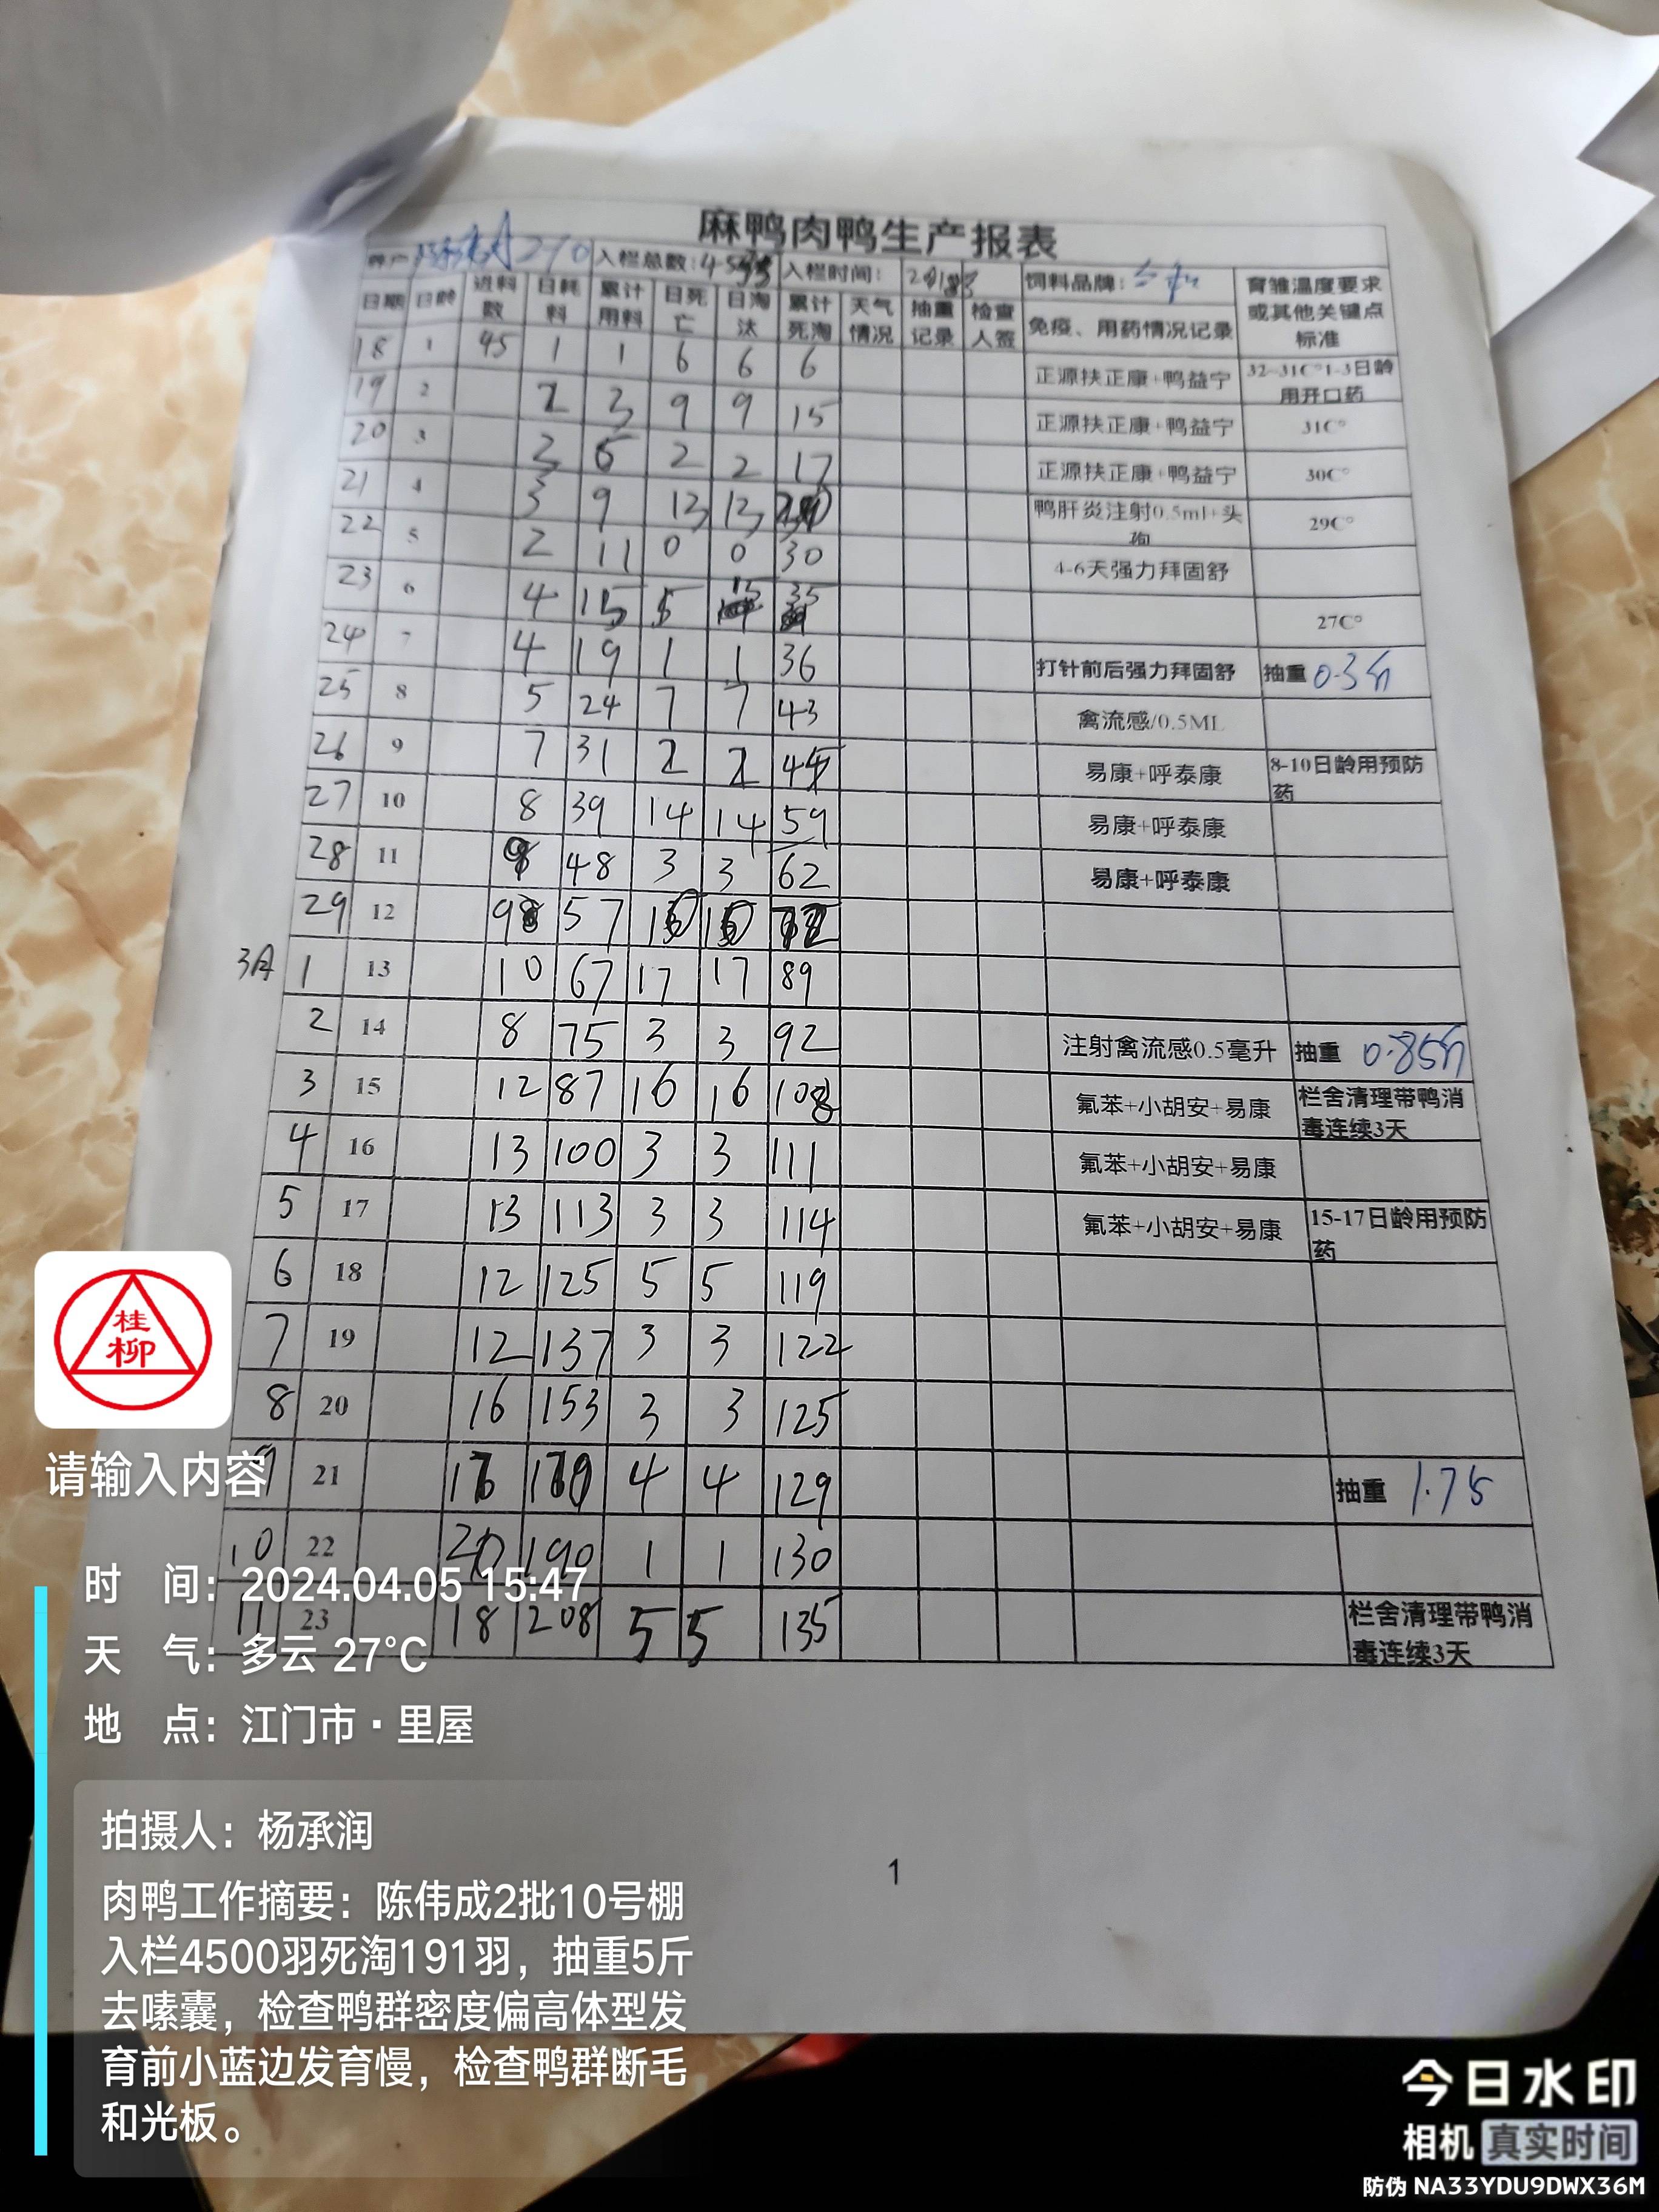 麻鸭肉鸭生产报表
养户 210 入栏总数: 入栏时间: 饲料品牌: 育雏温度要求或其他关键点标准
日期 日龄 进料数 日耗料 累计用料 日死亡 日淘汰 累计死淘 天气情况 抽重记录 检查人签 免疫、用药情况记录
18 1 95 1 1 6 6 6 正源扶正康+鸭益宁 32-31C°1-3日龄用开口药
19 2 2 3 9 9 15 正源扶正康+鸭益宁 31C°
20 3 3 6 2 2 17 正源扶正康+鸭益宁 30C°
21 4 3 9 13 13 鸭肝炎注射0.5ml+头孢 29C°
22 5 2 11 0 0 30 4-6天强力拜固舒
23 6 4 15 5 15 35 27C°
24 7 4 19 1 1 36 打针前后强力拜固舒 抽重 0.3斤
25 8 5 24 7 7 43 禽流感/0.5ML
26 9 7 31 2 2 45 易康+呼泰康 8-10日龄用预防药
27 10 8 39 14 14 59 易康+呼泰康
28 11 9 48 3 3 62 易康+呼泰康
29 12 9 57 10 10 72
3月 1 13 10 67 17 17 89
2 14 8 75 3 3 92 注射禽流感0.5毫升 抽重 0.85斤
3 15 12 87 16 16 108 氟苯+小胡安+易康 栏舍清理带鸭消毒连续3天
4 16 13 100 3 3 111 氟苯+小胡安+易康
5 17 13 113 3 3 114 氟苯+小胡安+易康 15-17日龄用预防药
6 18 12 125 5 5 119
7 19 12 137 3 3 122
8 20 16 153 3 3 125
9 21 17 170 4 4 129 抽重 1.75
10 22 20 190 1 1 130
11 23 18 208 5 5 135 栏舍清理带鸭消毒连续3天
1
桂
柳
请输入内容
时 间：2024.04.05 15:47
天 气：多云 27°C
地 点：江门市·里屋
拍摄人：杨承润
肉鸭工作摘要：陈伟成2批10号棚
入栏4500羽死淘191羽，抽重5斤
去嗉囊，检查鸭群密度偏高体型发
育前小蓝边发育慢，检查鸭群断毛
和光板。
今日水印
相机 真实时间
防伪 NA33YDU9DWX36M